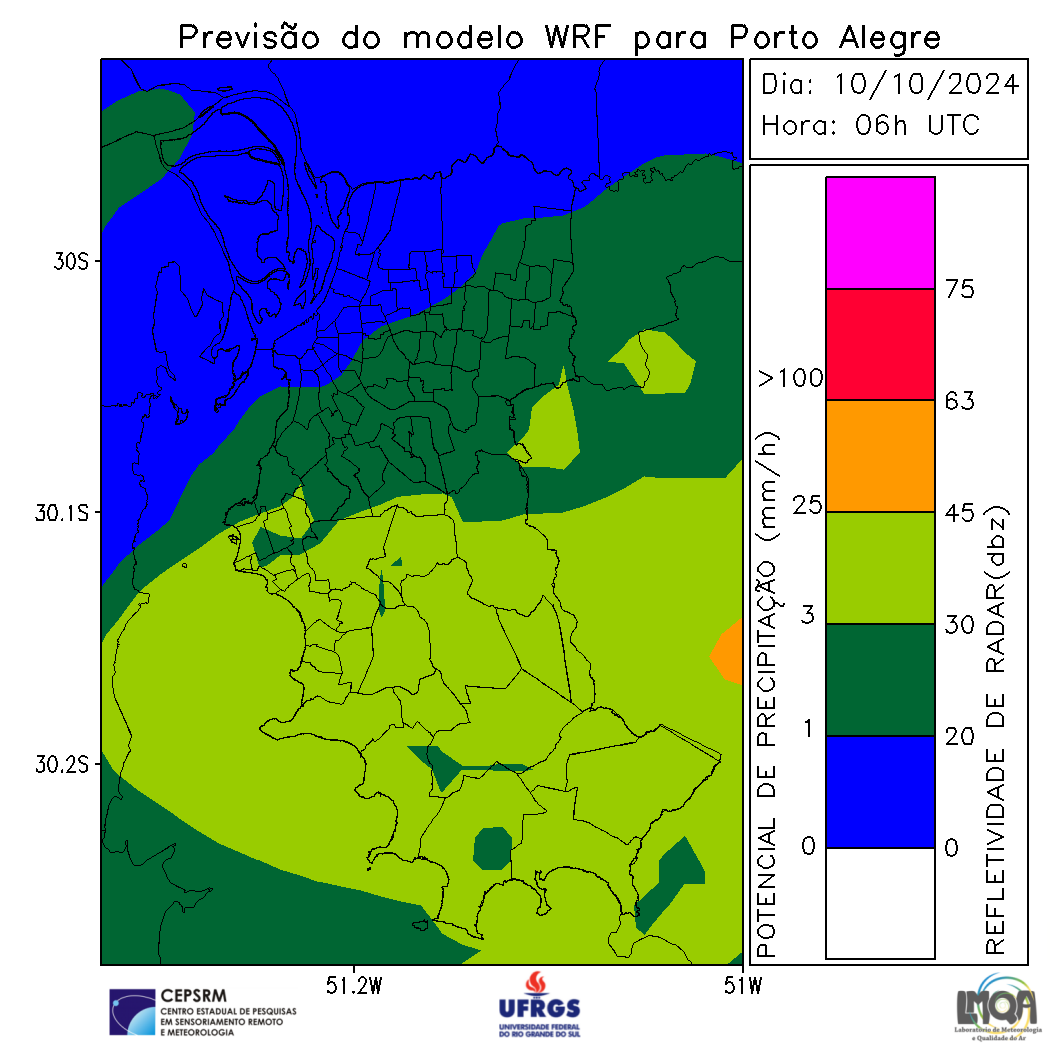 Previsão do modelo WRF para Porto Alegre
Dia: 10/10/2024
Hora: 06h UTC
30S
30.1S
30.2S
51.2W
51W
POTENCIAL DE PRECIPITAÇÃO (mm/h)
>100
25
3
1
0
75
63
45
30
20
0
REFLETIVIDADE DE RADAR(dbz)
CEPSRM
CENTRO ESTADUAL DE PESQUISAS
EM SENSORIAMENTO REMOTO
E METEOROLOGIA
UFRGS
UNIVERSIDADE FEDERAL
DO RIO GRANDE DO SUL
LMQA
Laboratório de Meteorologia
e Qualidade do Ar